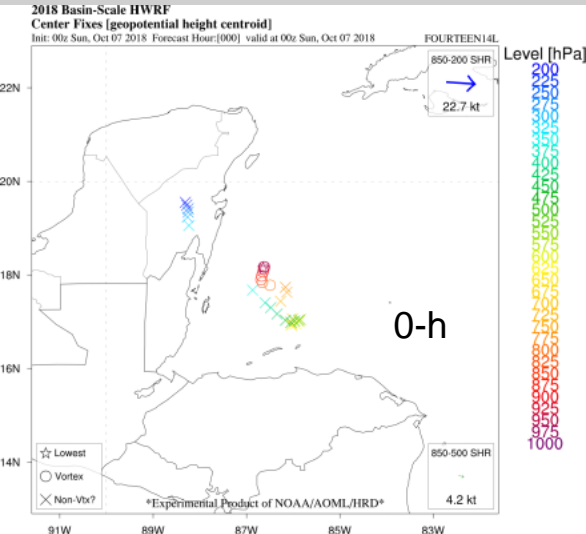 2018 Basin-Scale HWRF
Center Fixes [geopotential height centroid]
Init: 00z Sun, Oct 07 2018 Forecast Hour:[000] valid at 00z Sun, Oct 07 2018 FOURTEEN14L
Level [hPa]
850-200 SHR
22.7 kt
200
225
250
275
300
325
350
375
400
425
450
475
500
525
550
575
600
625
650
675
700
725
750
775
800
825
850
875
900
925
950
975
1000
22N
20N
18N
16N
14N
0-h
☆ Lowest
○ Vortex
× Non-Vtx?
*Experimental Product of NOAA/AOML/HRD*
850-500 SHR
4.2 kt
91W 89W 87W 85W 83W